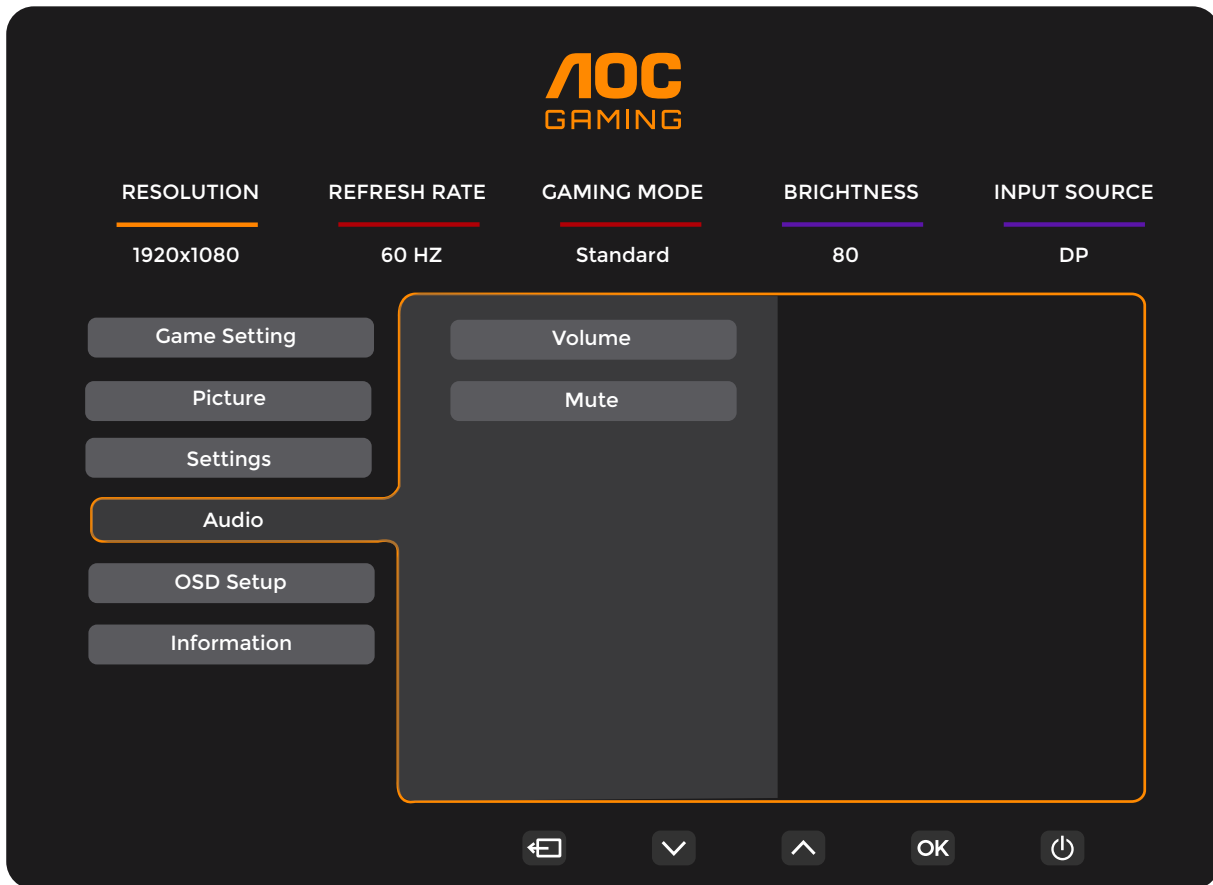 AOC
GAMING
RESOLUTION REFRESH RATE GAMING MODE BRIGHTNESS INPUT SOURCE
1920x1080 60 HZ Standard 80 DP
Game Setting
Picture
Settings
Audio
OSD Setup
Information
Volume
Mute
OK